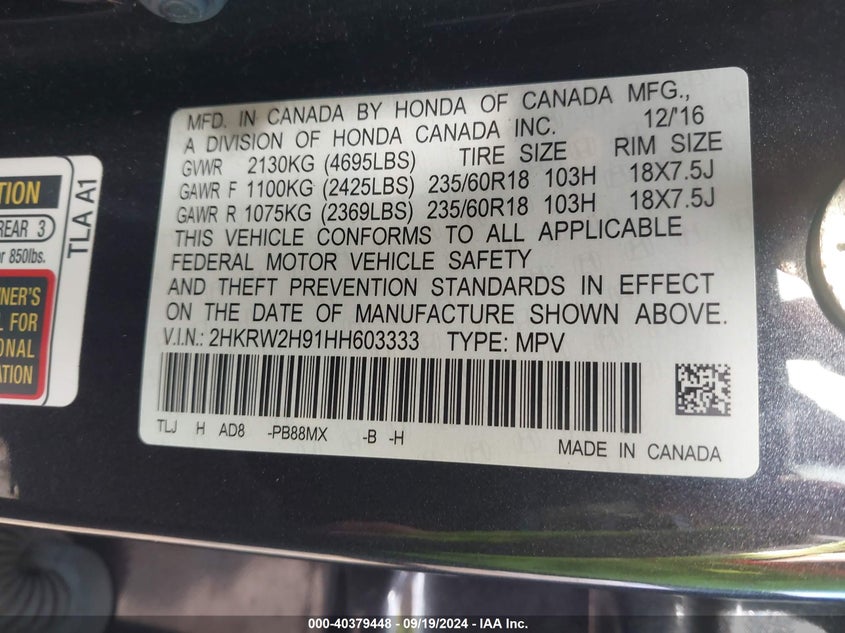 MFD. IN CANADA BY HONDA OF CANADA MFG.,
A DIVISION OF HONDA CANADA INC. 12/'16
GVWR 2130KG (4695LBS) TIRE SIZE RIM SIZE
GAWR F 1100KG (2425LBS) 235/60R18 103H 18X7.5J
GAWR R 1075KG (2369LBS) 235/60R18 103H 18X7.5J
THIS VEHICLE CONFORMS TO ALL APPLICABLE
FEDERAL MOTOR VEHICLE SAFETY
AND THEFT PREVENTION STANDARDS IN EFFECT
ON THE DATE OF MANUFACTURE SHOWN ABOVE.
V.I.N.: 2HKRW2H91HH603333 TYPE: MPV
TLJ H AD8 -PB88MX -B -H
MADE IN CANADA
TLA A1
REAR 3
850lbs.
FOR
000-40379448 - 09/19/2024 - IAA Inc.